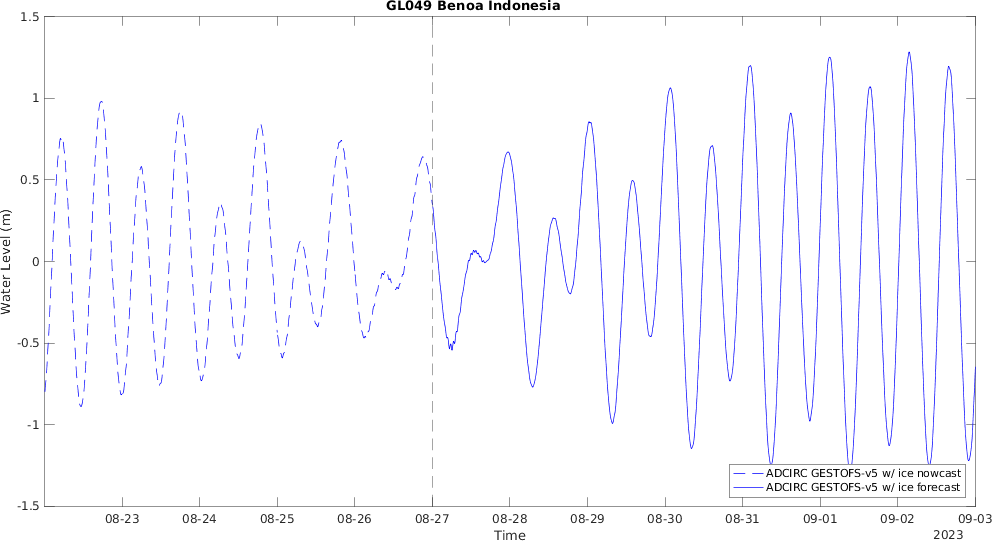 GL049 Benoa Indonesia
1.5
1
0.5
0
-0.5
-1
-1.5
Water Level (m)
08-23 08-24 08-25 08-26 08-27 08-28 08-29 08-30 08-31 09-01 09-02 09-03
Time
2023
ADCIRC GESTOFS-v5 w/ ice nowcast
ADCIRC GESTOFS-v5 w/ ice forecast